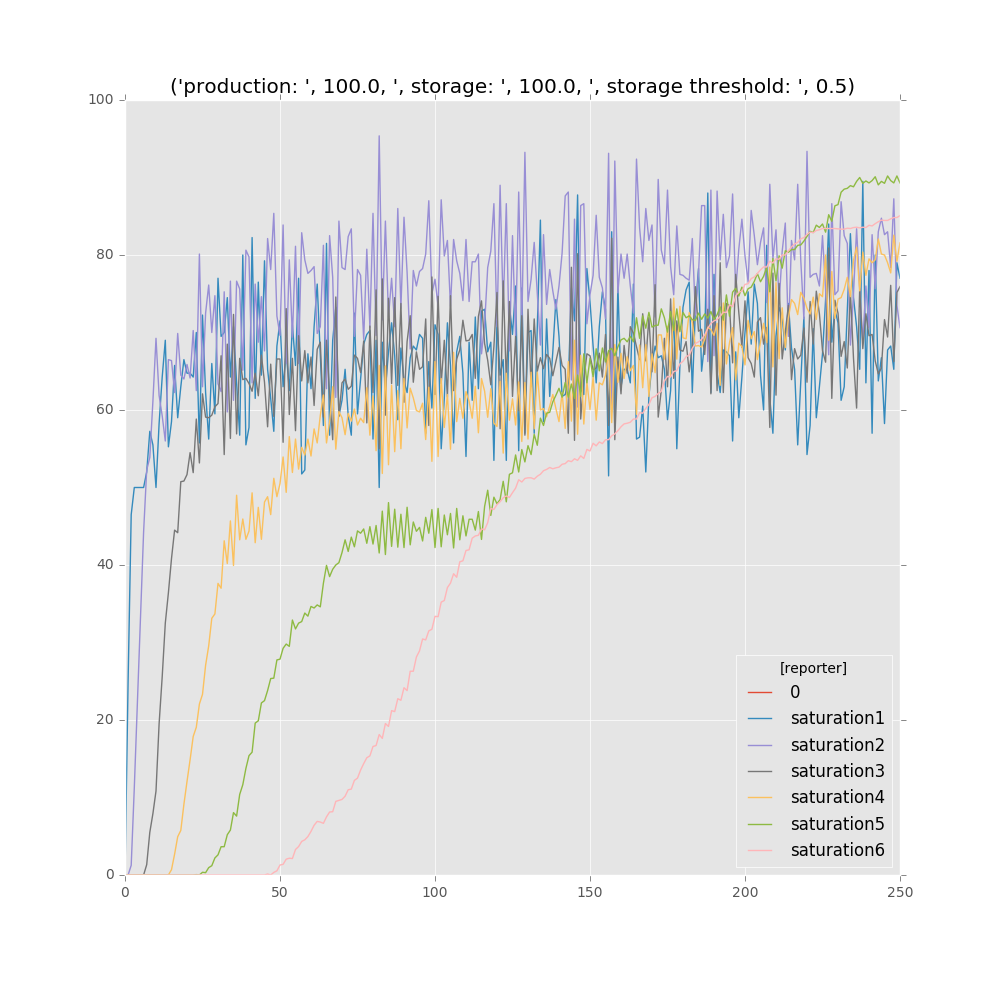 ('production: ', 100.0, ', storage: ', 100.0, ', storage threshold: ', 0.5)
100
80
60
40
20
0
0 50 100 150 200 250
[reporter]
0
saturation1
saturation2
saturation3
saturation4
saturation5
saturation6